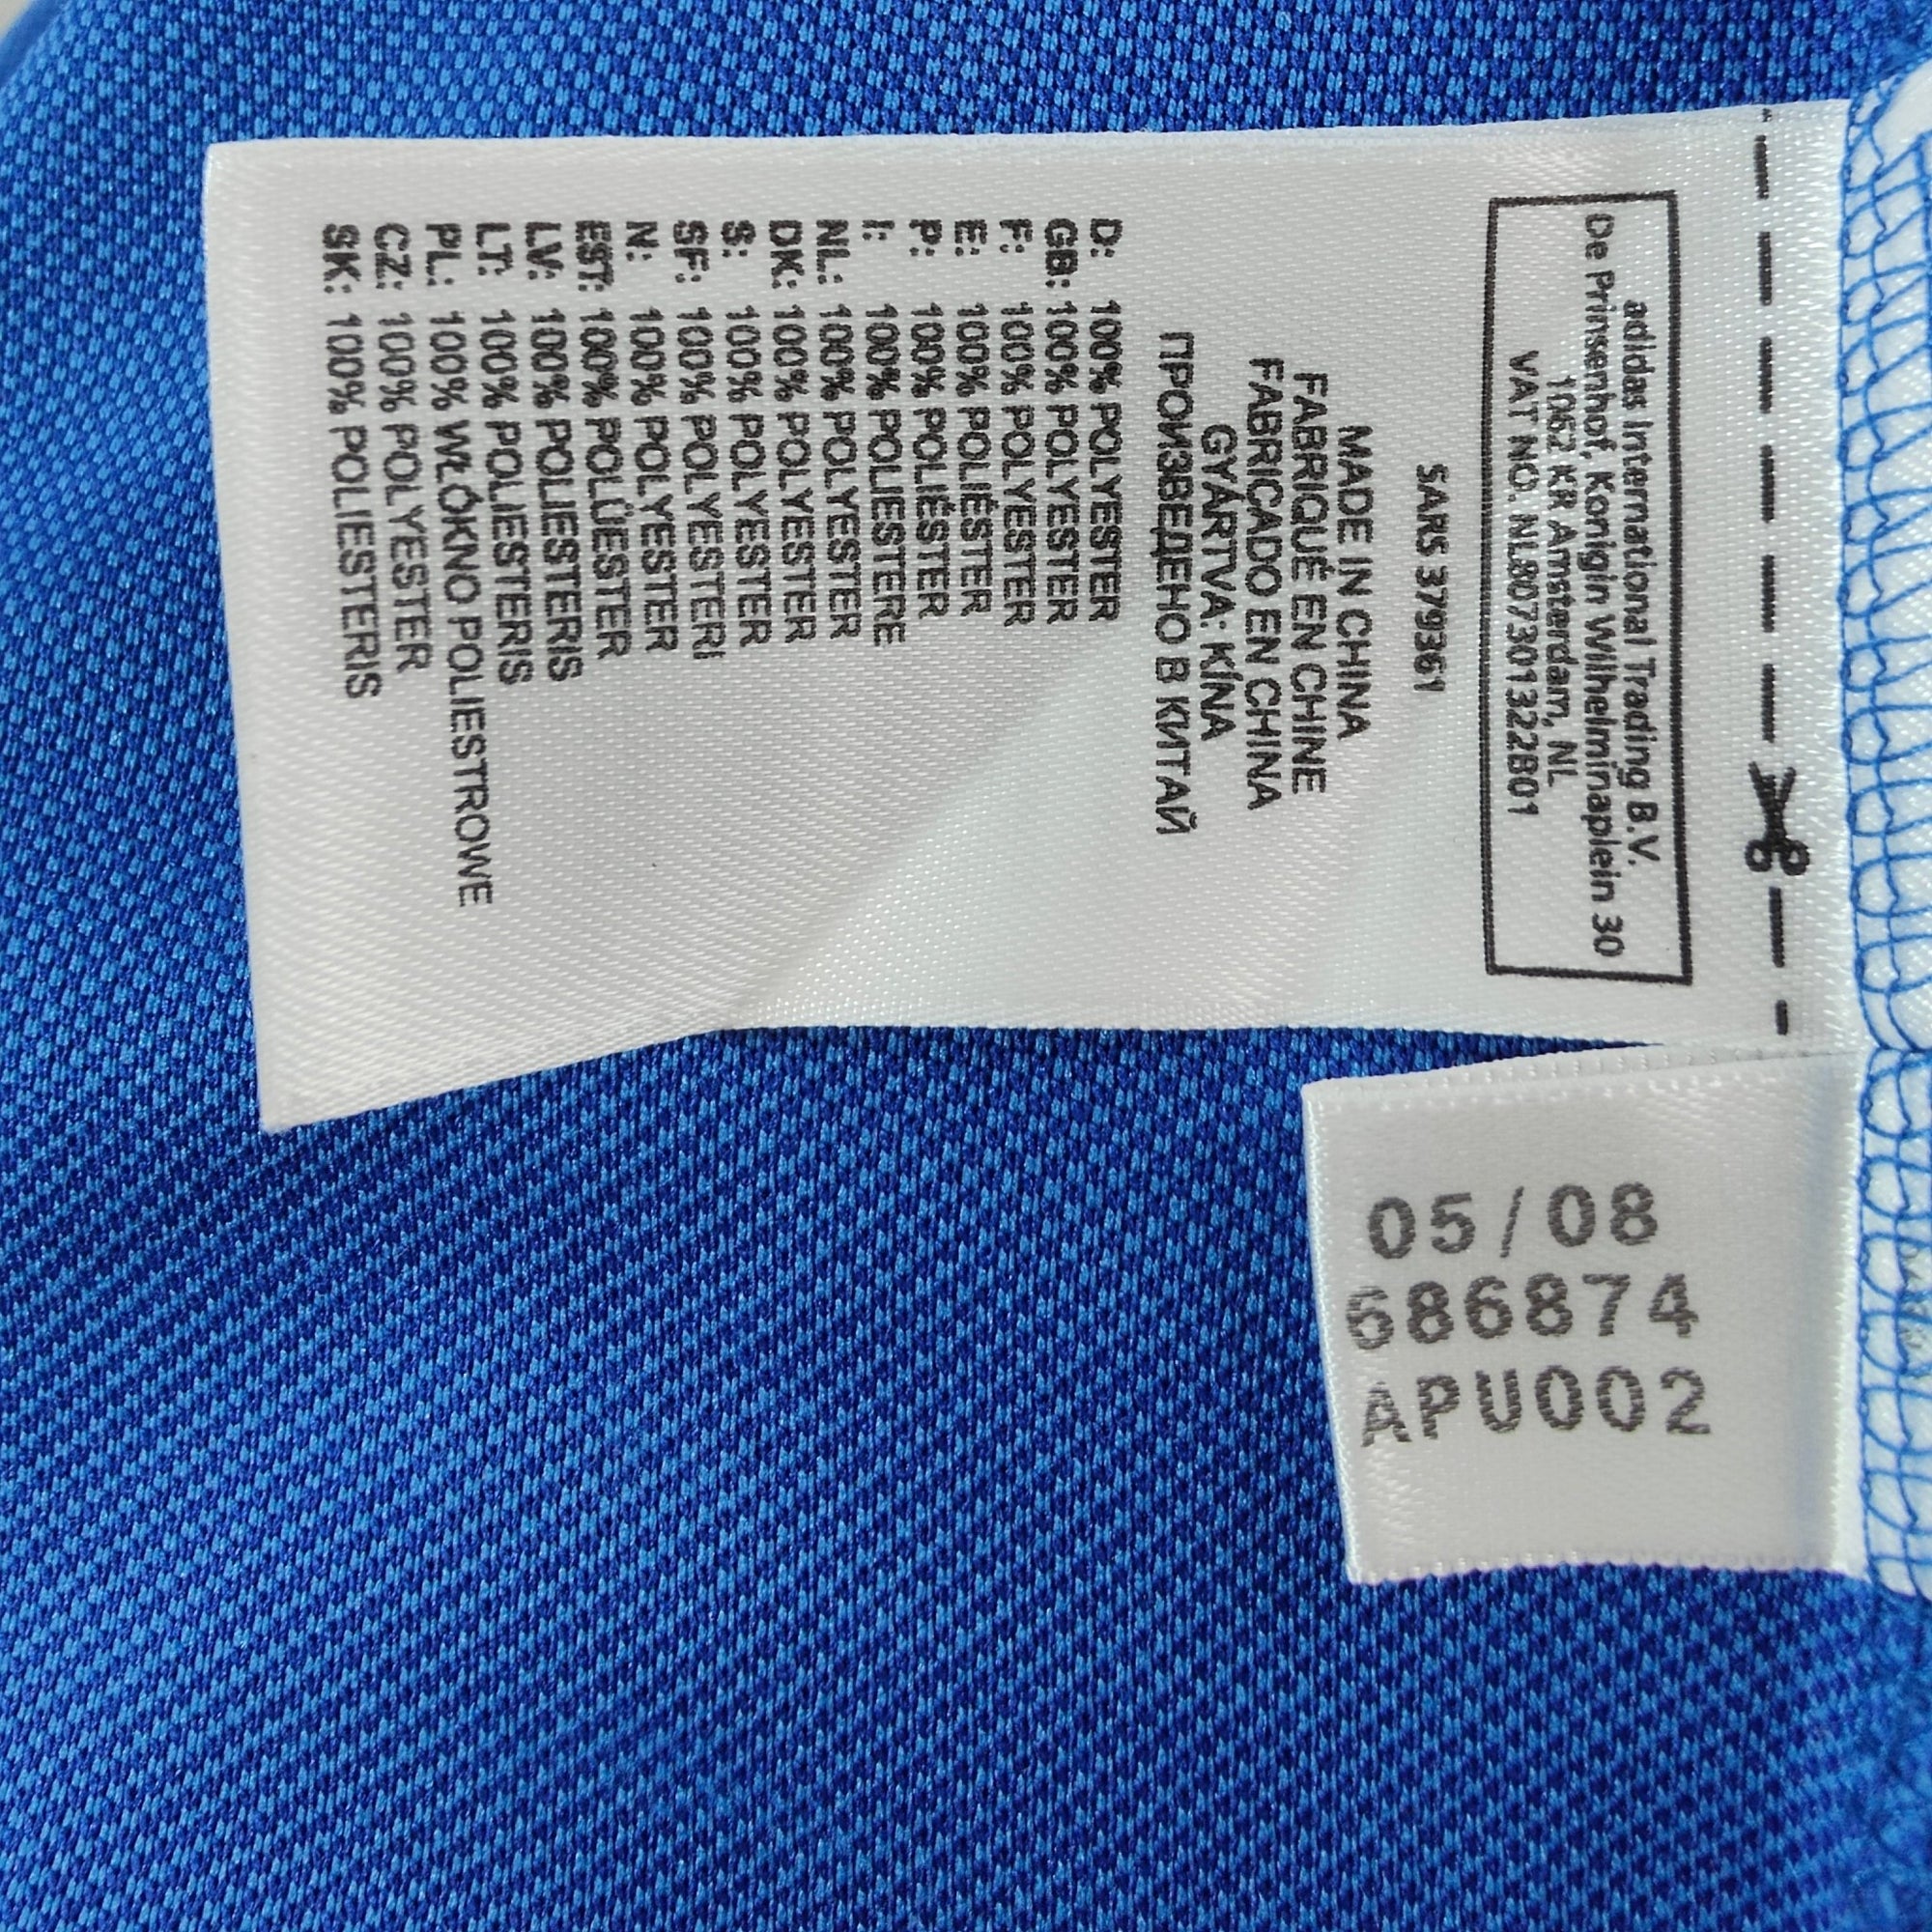 adidas International Trading B.V.
De Prinsenhof, Konigin Wilhelminaplein 30
1062 KR Amsterdam, NL
VAT NO. NL807301322B01
SARS 379361
MADE IN CHINA
FABRIQUÉ EN CHINE
FABRICADO EN CHINA
GYÁRTVA: KÍNA
ПРОИЗВЕДЕНО В КИТАЙ
D: 100% POLYESTER
GB: 100% POLYESTER
F: 100% POLYESTER
E: 100% POLIÉSTER
P: 100% POLIÉSTER
I: 100% POLIESTERE
NL: 100% POLYESTER
DK: 100% POLYESTER
S: 100% POLYESTER
SF: 100% POLYESTERI
N: 100% POLYESTER
EST: 100% POLÜESTER
LV: 100% POLIESTERIS
LT: 100% POLIESTERIS
PL: 100% WŁÓKNO POLIESTROWE
CZ: 100% POLYESTER
SK: 100% POLIESTERIS
05/08
686874
APU002